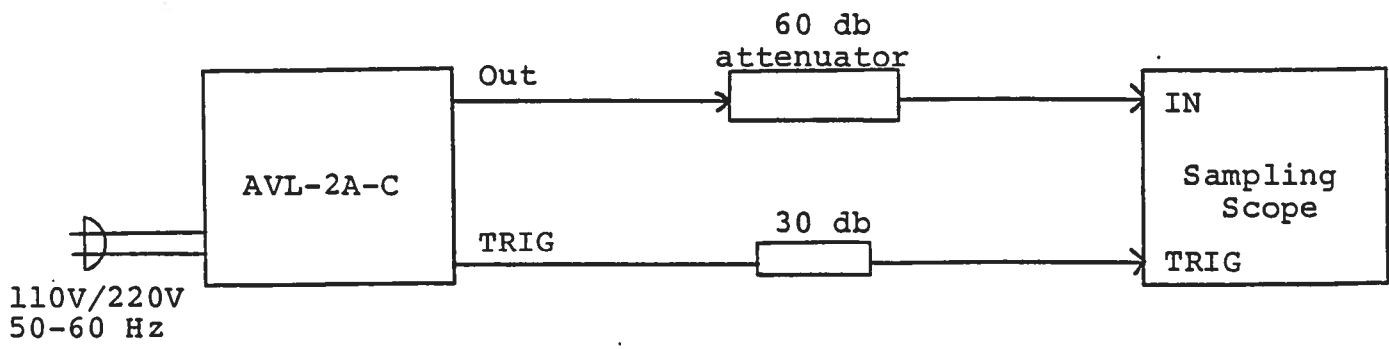 60 db
attenuator
Out
IN
AVL-2A-C
Sampling
Scope
30 db
TRIG
TRIG
110V/220V
50-60 Hz